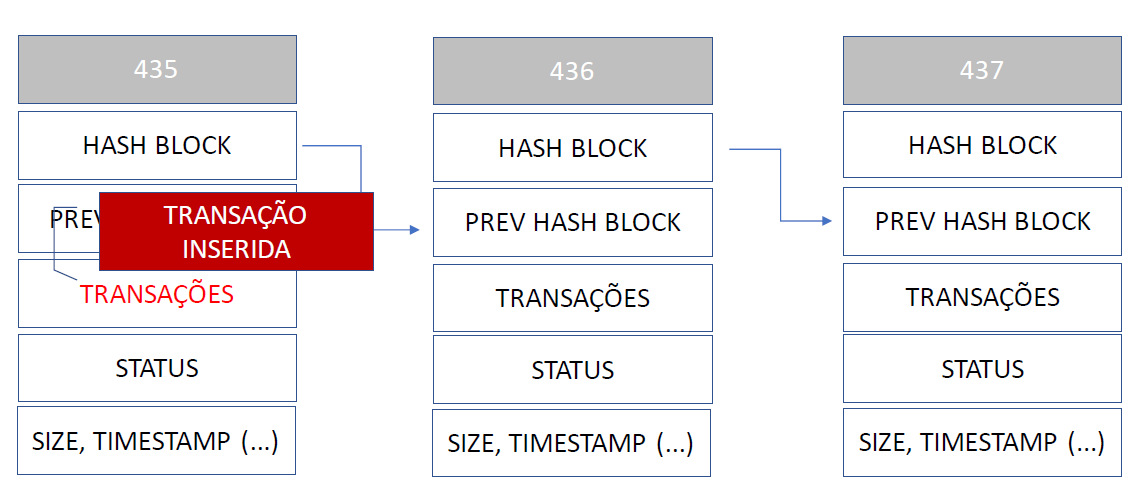 435
HASH BLOCK
PREV
TRANSAÇÃO
INSERIDA
TRANSAÇÕES
STATUS
SIZE, TIMESTAMP (...)
436
HASH BLOCK
PREV HASH BLOCK
TRANSAÇÕES
STATUS
SIZE, TIMESTAMP (...)
437
HASH BLOCK
PREV HASH BLOCK
TRANSAÇÕES
STATUS
SIZE, TIMESTAMP (...)